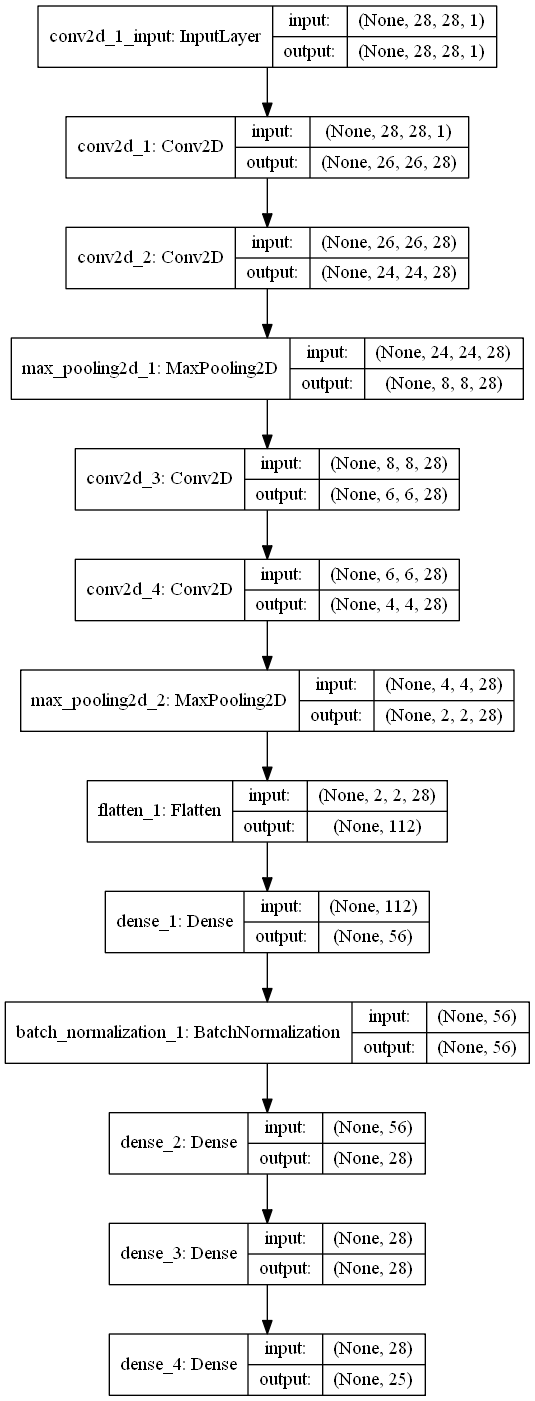 conv2d_1_input: InputLayer
input: (None, 28, 28, 1)
output: (None, 28, 28, 1)
conv2d_1: Conv2D
input: (None, 28, 28, 1)
output: (None, 26, 26, 28)
conv2d_2: Conv2D
input: (None, 26, 26, 28)
output: (None, 24, 24, 28)
max_pooling2d_1: MaxPooling2D
input: (None, 24, 24, 28)
output: (None, 8, 8, 28)
conv2d_3: Conv2D
input: (None, 8, 8, 28)
output: (None, 6, 6, 28)
conv2d_4: Conv2D
input: (None, 6, 6, 28)
output: (None, 4, 4, 28)
max_pooling2d_2: MaxPooling2D
input: (None, 4, 4, 28)
output: (None, 2, 2, 28)
flatten_1: Flatten
input: (None, 2, 2, 28)
output: (None, 112)
dense_1: Dense
input: (None, 112)
output: (None, 56)
batch_normalization_1: BatchNormalization
input: (None, 56)
output: (None, 56)
dense_2: Dense
input: (None, 56)
output: (None, 28)
dense_3: Dense
input: (None, 28)
output: (None, 28)
dense_4: Dense
input: (None, 28)
output: (None, 25)